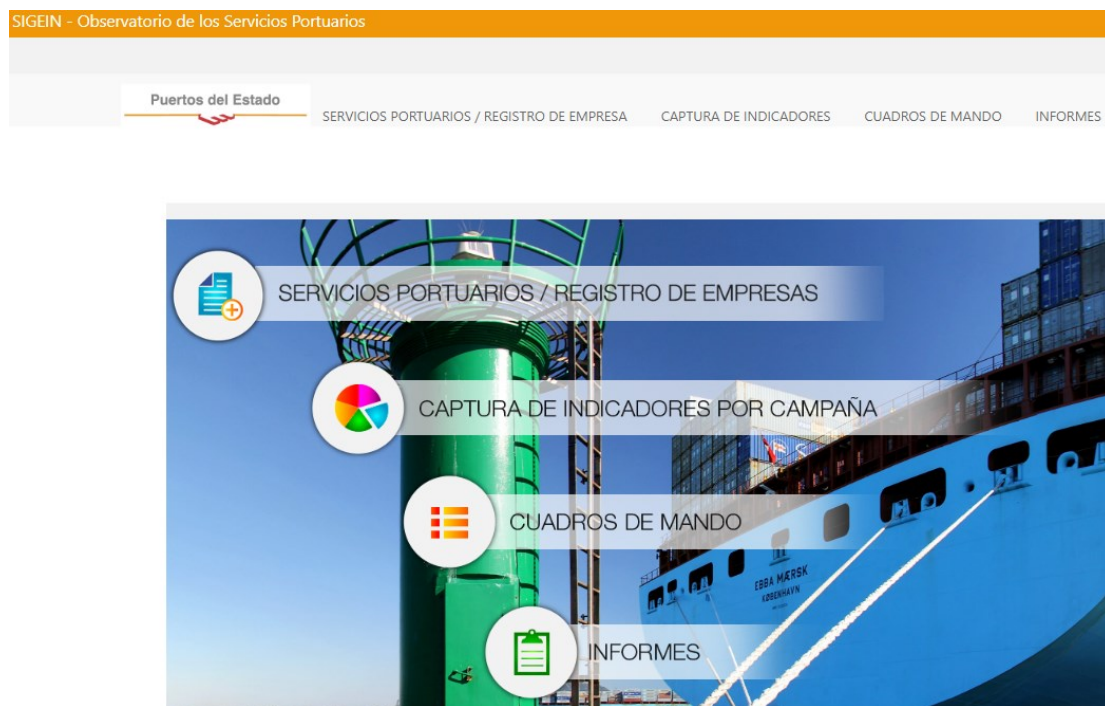 SIGEIN - Observatorio de los Servicios Portuarios
Puertos del Estado
SERVICIOS PORTUARIOS / REGISTRO DE EMPRESA
CAPTURA DE INDICADORES
CUADROS DE MANDO
INFORMES
SERVICIOS PORTUARIOS / REGISTRO DE EMPRESAS
CAPTURA DE INDICADORES POR CAMPAÑA
CUADROS DE MANDO
EBBA MÆRSK
KØBENHAVN
INFORMES